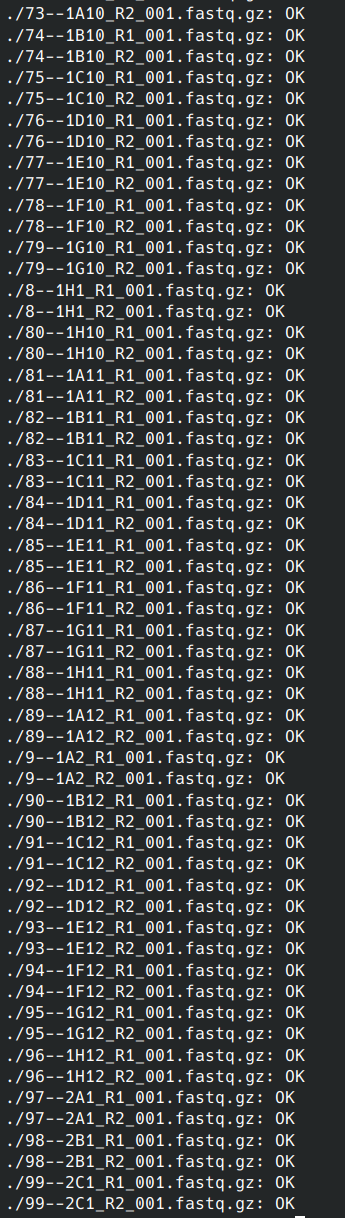 ./73--1A10_R2_001.fastq.gz: OK
./74--1B10_R1_001.fastq.gz: OK
./74--1B10_R2_001.fastq.gz: OK
./75--1C10_R1_001.fastq.gz: OK
./75--1C10_R2_001.fastq.gz: OK
./76--1D10_R1_001.fastq.gz: OK
./76--1D10_R2_001.fastq.gz: OK
./77--1E10_R1_001.fastq.gz: OK
./77--1E10_R2_001.fastq.gz: OK
./78--1F10_R1_001.fastq.gz: OK
./78--1F10_R2_001.fastq.gz: OK
./79--1G10_R1_001.fastq.gz: OK
./79--1G10_R2_001.fastq.gz: OK
./8--1H1_R1_001.fastq.gz: OK
./8--1H1_R2_001.fastq.gz: OK
./80--1H10_R1_001.fastq.gz: OK
./80--1H10_R2_001.fastq.gz: OK
./81--1A11_R1_001.fastq.gz: OK
./81--1A11_R2_001.fastq.gz: OK
./82--1B11_R1_001.fastq.gz: OK
./82--1B11_R2_001.fastq.gz: OK
./83--1C11_R1_001.fastq.gz: OK
./83--1C11_R2_001.fastq.gz: OK
./84--1D11_R1_001.fastq.gz: OK
./84--1D11_R2_001.fastq.gz: OK
./85--1E11_R1_001.fastq.gz: OK
./85--1E11_R2_001.fastq.gz: OK
./86--1F11_R1_001.fastq.gz: OK
./86--1F11_R2_001.fastq.gz: OK
./87--1G11_R1_001.fastq.gz: OK
./87--1G11_R2_001.fastq.gz: OK
./88--1H11_R1_001.fastq.gz: OK
./88--1H11_R2_001.fastq.gz: OK
./89--1A12_R1_001.fastq.gz: OK
./89--1A12_R2_001.fastq.gz: OK
./9--1A2_R1_001.fastq.gz: OK
./9--1A2_R2_001.fastq.gz: OK
./90--1B12_R1_001.fastq.gz: OK
./90--1B12_R2_001.fastq.gz: OK
./91--1C12_R1_001.fastq.gz: OK
./91--1C12_R2_001.fastq.gz: OK
./92--1D12_R1_001.fastq.gz: OK
./92--1D12_R2_001.fastq.gz: OK
./93--1E12_R1_001.fastq.gz: OK
./93--1E12_R2_001.fastq.gz: OK
./94--1F12_R1_001.fastq.gz: OK
./94--1F12_R2_001.fastq.gz: OK
./95--1G12_R1_001.fastq.gz: OK
./95--1G12_R2_001.fastq.gz: OK
./96--1H12_R1_001.fastq.gz: OK
./96--1H12_R2_001.fastq.gz: OK
./97--2A1_R1_001.fastq.gz: OK
./97--2A1_R2_001.fastq.gz: OK
./98--2B1_R1_001.fastq.gz: OK
./98--2B1_R2_001.fastq.gz: OK
./99--2C1_R1_001.fastq.gz: OK
./99--2C1_R2_001.fastq.gz: OK